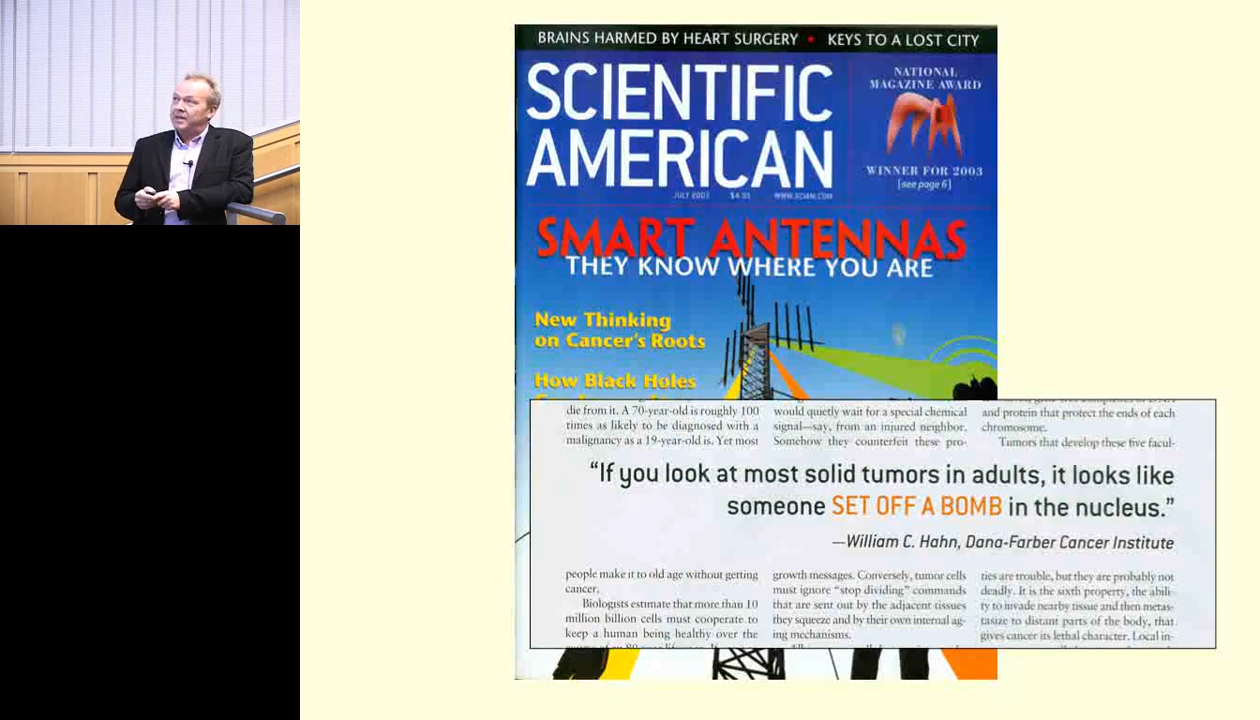 BRAINS HARMED BY HEART SURGERY • KEYS TO A LOST CITY
SCIENTIFIC
AMERICAN
NATIONAL
MAGAZINE AWARD
WINNER FOR 2003
[see page 6]
JULY 2003 $4.95 WWW.SCIAM.COM
SMART ANTENNAS
THEY KNOW WHERE YOU ARE
New Thinking
on Cancer's Roots
How Black Holes
die from it. A 70-year-old is roughly 100
times as likely to be diagnosed with a
malignancy as a 19-year-old is. Yet most
would quietly wait for a special chemical
signal—say, from an injured neighbor.
Somehow they counterfeit these pro-
and protein that protect the ends of each
chromosome.
Tumors that develop these five facul-
“If you look at most solid tumors in adults, it looks like
someone SET OFF A BOMB in the nucleus.”
—William C. Hahn, Dana-Farber Cancer Institute
people make it to old age without getting
cancer.
Biologists estimate that more than 10
million billion cells must cooperate to
keep a human being healthy over the
growth messages. Conversely, tumor cells
must ignore “stop dividing” commands
that are sent out by the adjacent tissues
they squeeze and by their own internal ag-
ing mechanisms.
ties are trouble, but they are probably not
deadly. It is the sixth property, the abili-
ty to invade nearby tissue and then metas-
tasize to distant parts of the body, that
gives cancer its lethal character. Local in-